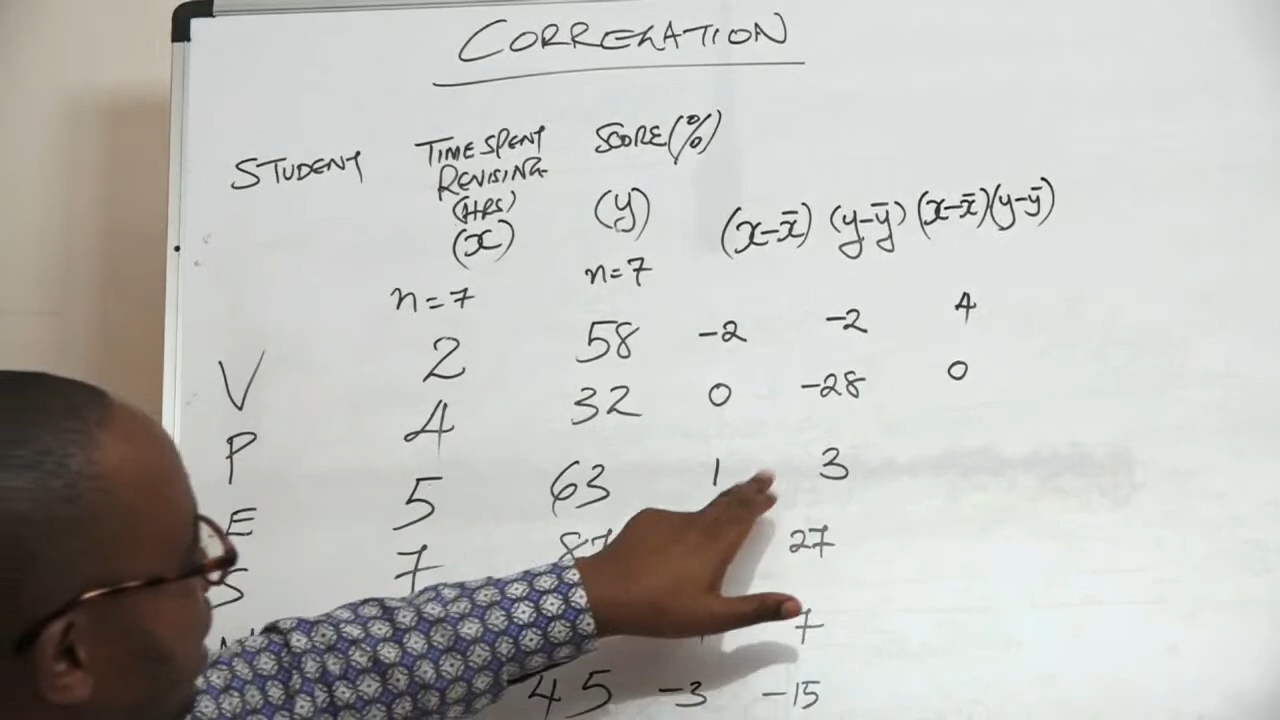 CORRELATION
STUDENT TIME SPENT REVISING (HRS) (x) SCORE (%) (y) (x-x̄) (y-ȳ) (x-x̄)(y-ȳ)
n=7 n=7
V 2 58 -2 -2 4
P 4 32 0 -28 0
E 5 63 1 3
S 7 87 27
7
45 -3 -15